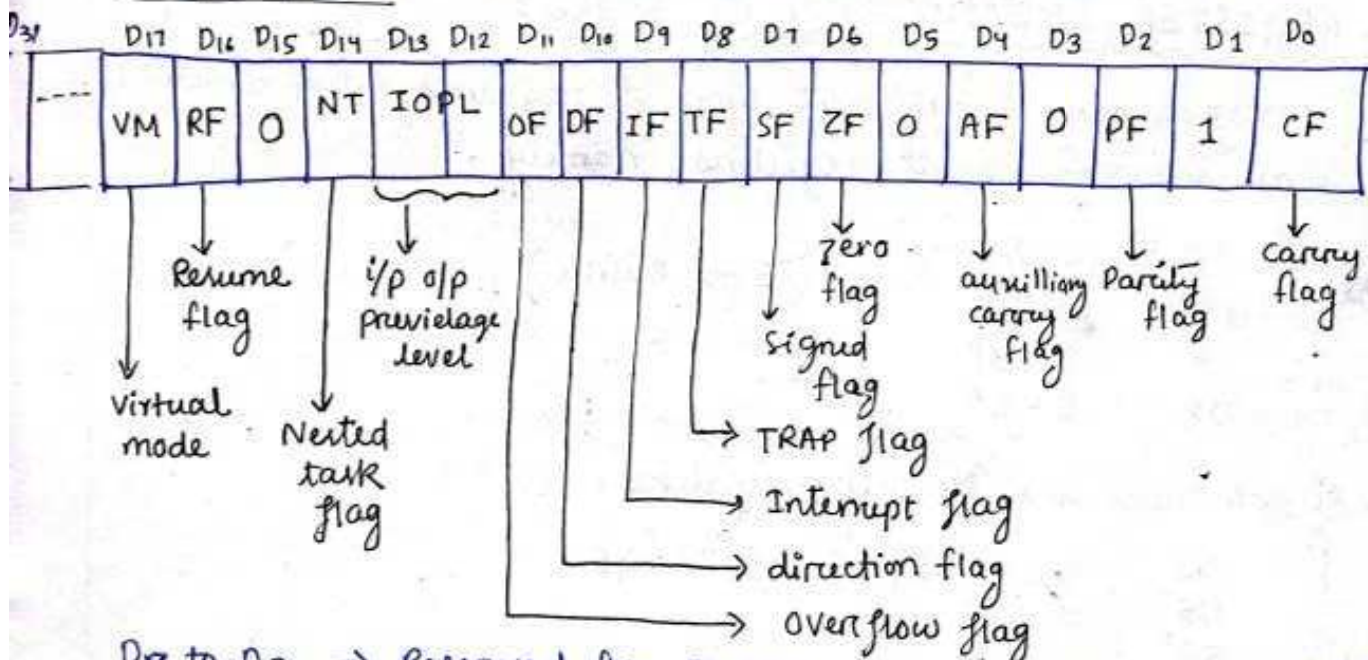 D31 D17 D16 D15 D14 D13 D12 D11 D10 D9 D8 D7 D6 D5 D4 D3 D2 D1 D0
---- VM RF 0 NT IOPL OF DF IF TF SF ZF 0 AF 0 PF 1 CF
Resume
flag
i/p o/p
previelage
level
Zero
flag
auxilliary
carry
flag
Parity
flag
carry
flag
Virtual
mode
Nested
task
flag
Signed
flag
TRAP flag
Interrupt flag
direction flag
Overflow flag